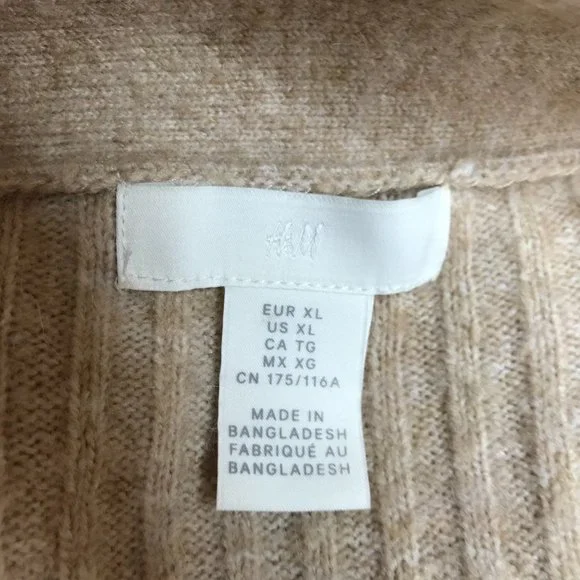 H&M
EUR XL
US XL
CA TG
MX XG
CN 175/116A
MADE IN
BANGLADESH
FABRIQUÉ AU
BANGLADESH